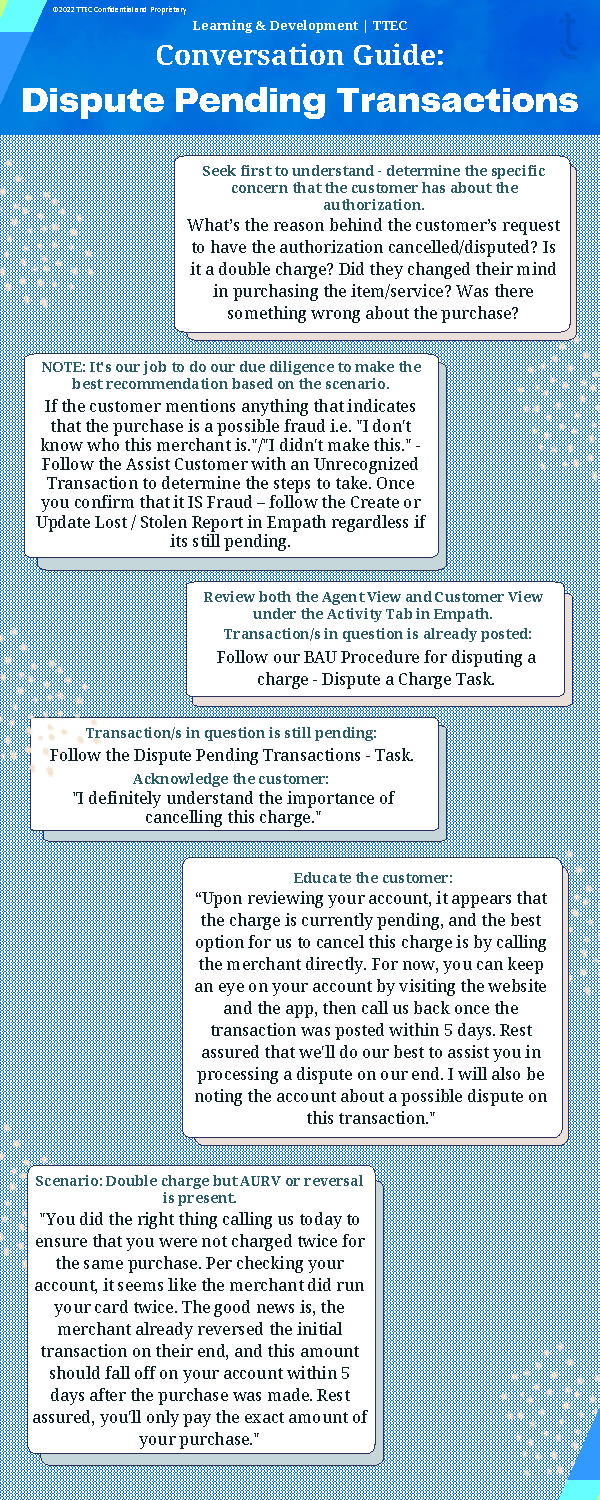 ©2022 TTEC Confidential and Proprietary
Learning & Development | TTEC
Conversation Guide:
Dispute Pending Transactions
Seek first to understand - determine the specific
concern that the customer has about the
authorization.
What's the reason behind the customer's request
to have the authorization cancelled/disputed? Is
it a double charge? Did they changed their mind
in purchasing the item/service? Was there
something wrong about the purchase?
NOTE: It's our job to do our due diligence to make the
best recommendation based on the scenario.
If the customer mentions anything that indicates
that the purchase is a possible fraud i.e. "I don't
know who this merchant is."/"I didn't make this." -
Follow the Assist Customer with an Unrecognized
Transaction to determine the steps to take. Once
you confirm that it IS Fraud – follow the Create or
Update Lost / Stolen Report in Empath regardless if
its still pending.
Review both the Agent View and Customer View
under the Activity Tab in Empath.
Transaction/s in question is already posted:
Follow our BAU Procedure for disputing a
charge - Dispute a Charge Task.
Transaction/s in question is still pending:
Follow the Dispute Pending Transactions - Task.
Acknowledge the customer:
"I definitely understand the importance of
cancelling this charge."
Educate the customer:
“Upon reviewing your account, it appears that
the charge is currently pending, and the best
option for us to cancel this charge is by calling
the merchant directly. For now, you can keep
an eye on your account by visiting the website
and the app, then call us back once the
transaction was posted within 5 days. Rest
assured that we'll do our best to assist you in
processing a dispute on our end. I will also be
noting the account about a possible dispute on
this transaction."
Scenario: Double charge but AURV or reversal
is present.
"You did the right thing calling us today to
ensure that you were not charged twice for
the same purchase. Per checking your
account, it seems like the merchant did run
your card twice. The good news is, the
merchant already reversed the initial
transaction on their end, and this amount
should fall off on your account within 5
days after the purchase was made. Rest
assured, you'll only pay the exact amount of
your purchase."